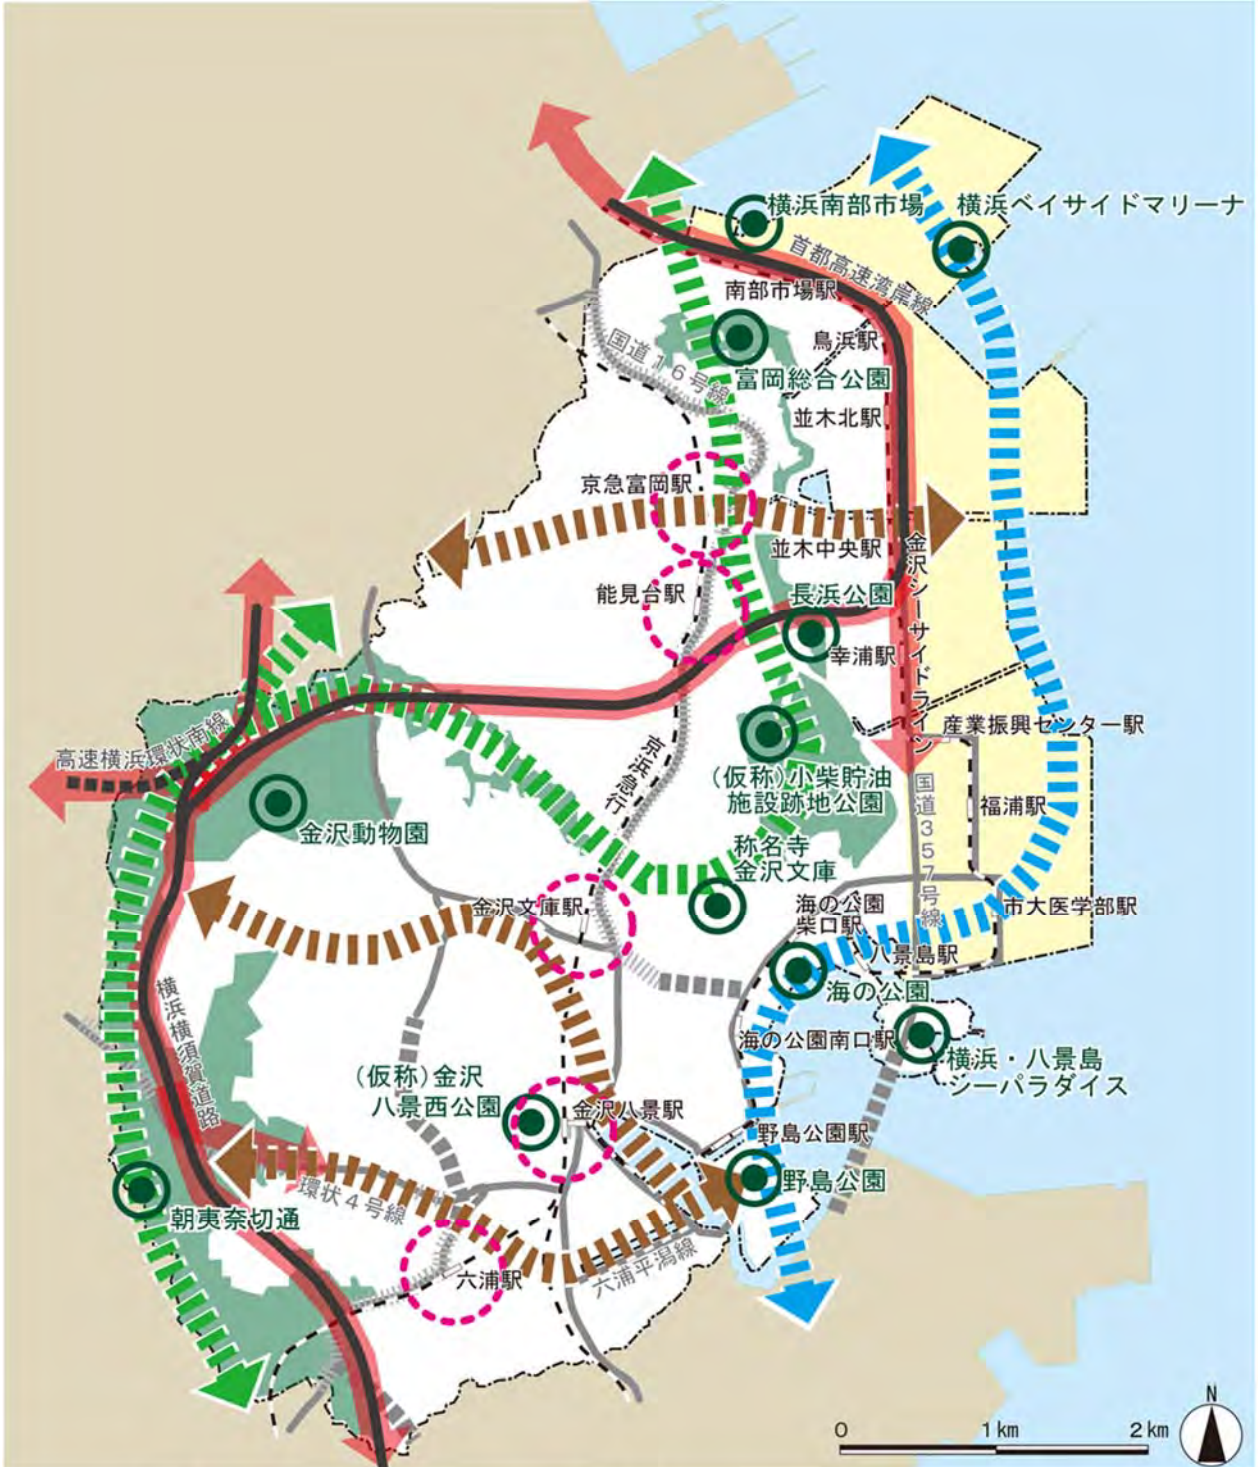 横浜南部市場
横浜ベイサイドマリーナ
首都高速湾岸線
南部市場駅
鳥浜駅
国道16号線
富岡総合公園
並木北駅
京急富岡駅
並木中央駅
金沢シーサイドライン
能見台駅
長浜公園
幸浦駅
高速横浜環状南線
京浜急行
産業振興センター駅
(仮称)小柴貯油
施設跡地公園
国道357号線
福浦駅
金沢動物園
称名寺
金沢文庫
金沢文庫駅
海の公園
柴口駅
市大医学部駅
八景島駅
海の公園
横浜横須賀道路
海の公園南口駅
横浜・八景島
シーパラダイス
(仮称)金沢
八景西公園
金沢八景駅
野島公園駅
野島公園
環状4号線
朝夷奈切通
六浦駅
六浦平潟線
N
0 1km 2km